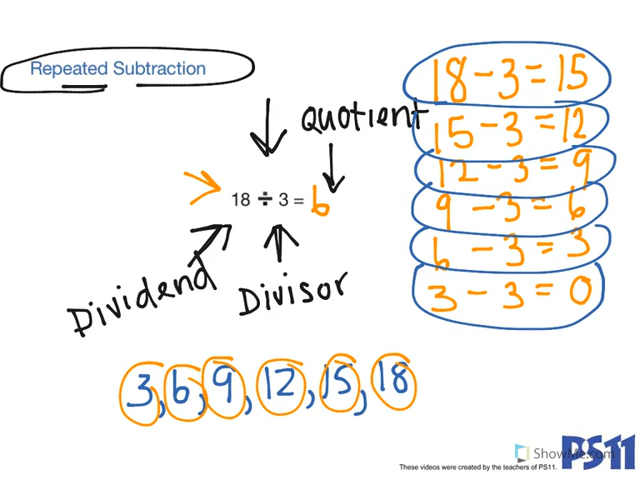 Repeated Subtraction
Quotient
18 ÷ 3 = 6
Dividend
Divisor
18 - 3 = 15
15 - 3 = 12
12 - 3 = 9
9 - 3 = 6
6 - 3 = 3
3 - 3 = 0
3, 6, 9, 12, 15, 18
ShowMe.com
PS11
These videos were created by the teachers of PS11.